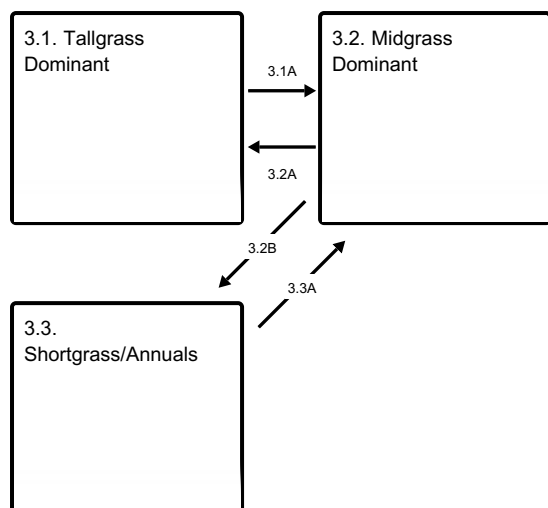 3.1. Tallgrass
Dominant
3.1A
3.2. Midgrass
Dominant
3.2A
3.2B
3.3A
3.3.
Shortgrass/Annuals